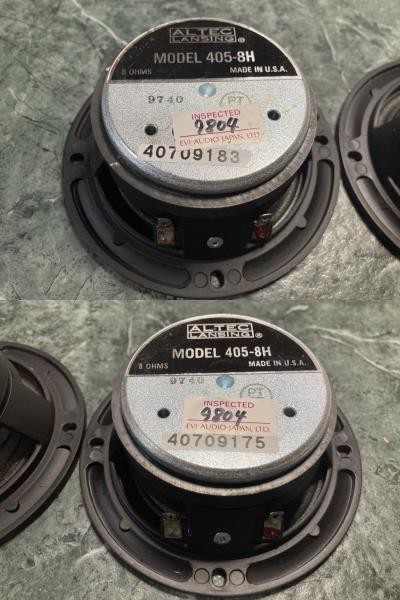 ALTEC
LANSING®
MODEL 405-8H
8 OHMS MADE IN U.S.A.
9740 PT
INSPECTED
9804
EVI AUDIO JAPAN, LTD.
40709183
ALTEC
LANSING®
MODEL 405-8H
8 OHMS MADE IN U.S.A.
9740 PT
INSPECTED
9804
EVI AUDIO JAPAN, LTD.
40709175